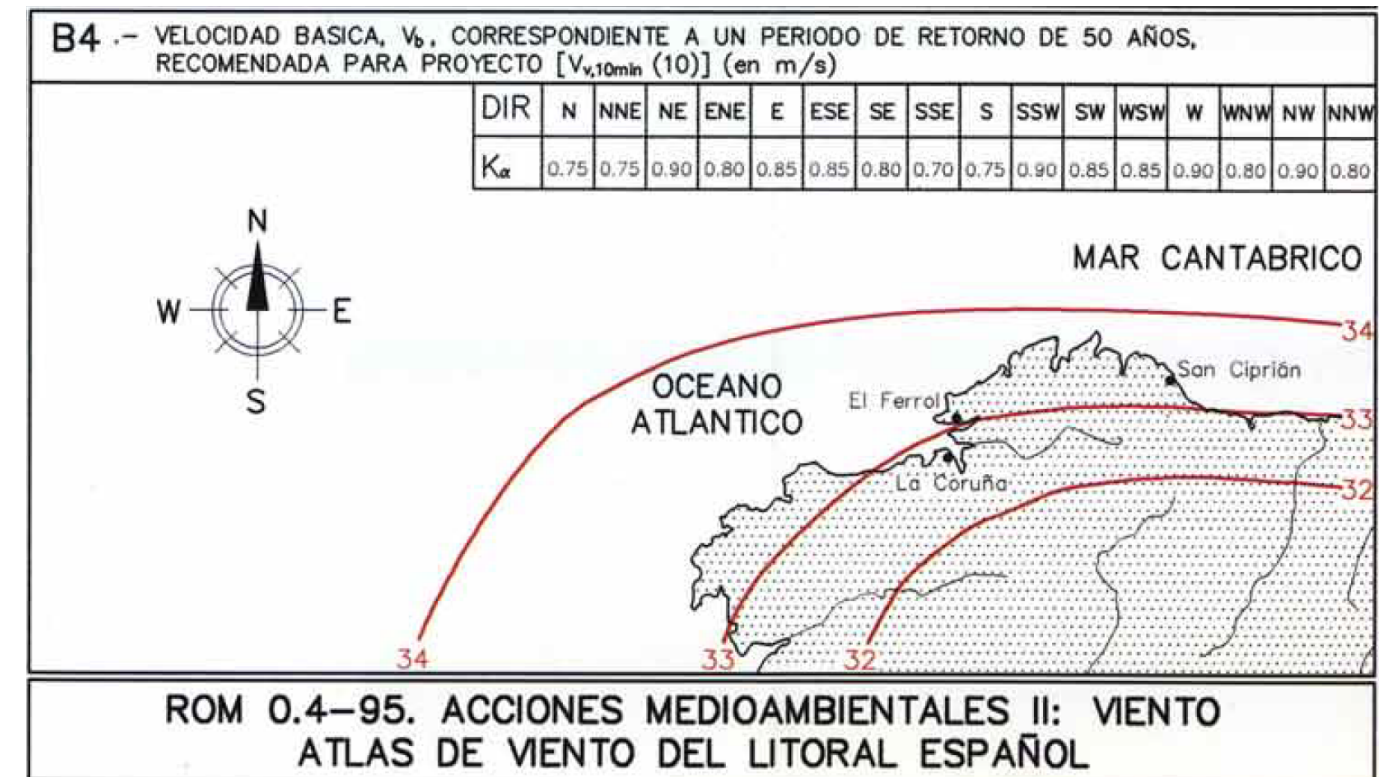 B4 .- VELOCIDAD BASICA, Vb, CORRESPONDIENTE A UN PERIODO DE RETORNO DE 50 AÑOS,
RECOMENDADA PARA PROYECTO [Vv,10min (10)] (en m/s)
DIR N NNE NE ENE E ESE SE SSE S SSW SW WSW W WNW NW NNW
Kα 0.75 0.75 0.90 0.80 0.85 0.85 0.80 0.70 0.75 0.90 0.85 0.85 0.90 0.80 0.90 0.80
N
W E
S
MAR CANTABRICO
34
OCEANO
ATLANTICO
San Ciprián
El Ferrol
33
La Coruña
32
34 33 32
ROM 0.4-95. ACCIONES MEDIOAMBIENTALES II: VIENTO
ATLAS DE VIENTO DEL LITORAL ESPAÑOL